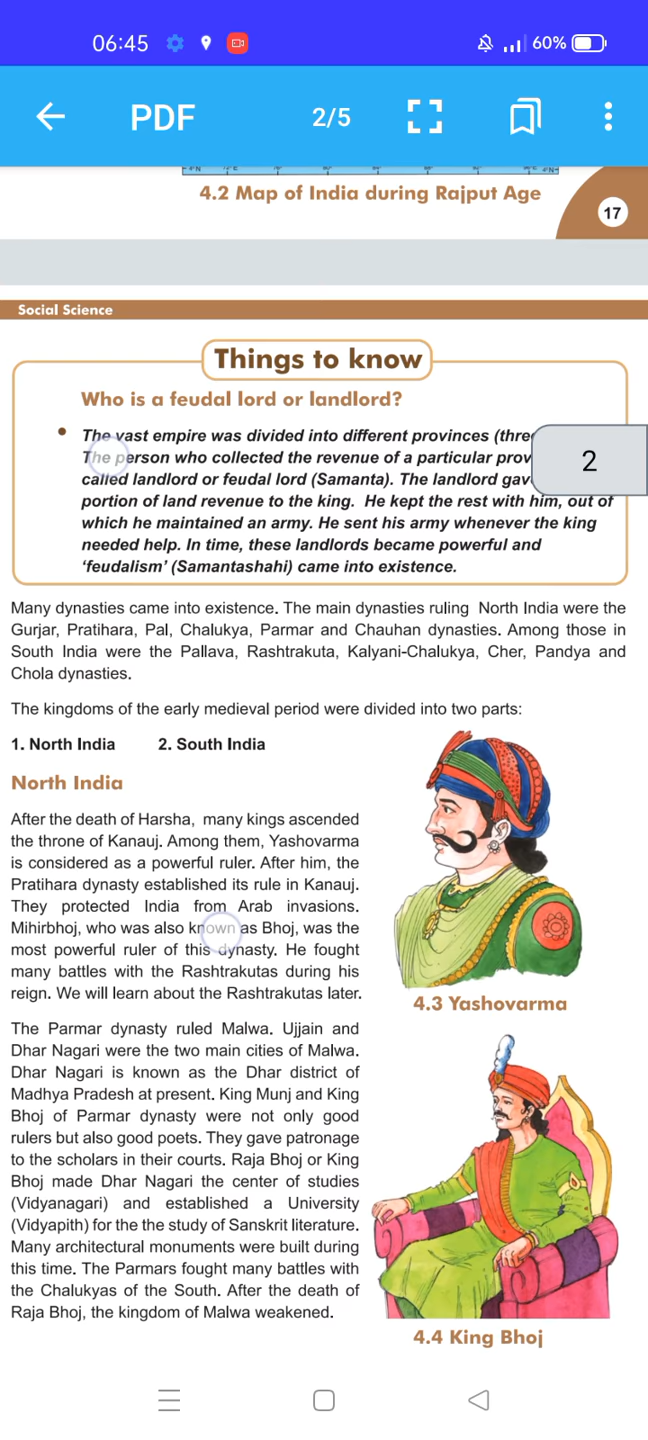 06:45
60%
PDF
2/5
4.2 Map of India during Rajput Age
17
Social Science
Things to know
Who is a feudal lord or landlord?
• The vast empire was divided into different provinces
The person who collected the revenue of a particular
2
called landlord or feudal lord (Samanta). The landlord
portion of land revenue to the king. He kept the rest with him, out of
which he maintained an army. He sent his army whenever the king
needed help. In time, these landlords became powerful and
‘feudalism’ (Samantashahi) came into existence.
Many dynasties came into existence. The main dynasties ruling North India were the
Gurjar, Pratihara, Pal, Chalukya, Parmar and Chauhan dynasties. Among those in
South India were the Pallava, Rashtrakuta, Kalyani-Chalukya, Cher, Pandya and
Chola dynasties.
The kingdoms of the early medieval period were divided into two parts:
1. North India 2. South India
North India
After the death of Harsha, many kings ascended
the throne of Kanauj. Among them, Yashovarma
is considered as a powerful ruler. After him, the
Pratihara dynasty established its rule in Kanauj.
They protected India from Arab invasions.
Mihirbhoj, who was also known as Bhoj, was the
most powerful ruler of this dynasty. He fought
many battles with the Rashtrakutas during his
reign. We will learn about the Rashtrakutas later.
4.3 Yashovarma
The Parmar dynasty ruled Malwa. Ujjain and
Dhar Nagari were the two main cities of Malwa.
Dhar Nagari is known as the Dhar district of
Madhya Pradesh at present. King Munj and King
Bhoj of Parmar dynasty were not only good
rulers but also good poets. They gave patronage
to the scholars in their courts. Raja Bhoj or King
Bhoj made Dhar Nagari the center of studies
(Vidyanagari) and established a University
(Vidyapith) for the the study of Sanskrit literature.
Many architectural monuments were built during
this time. The Parmars fought many battles with
the Chalukyas of the South. After the death of
Raja Bhoj, the kingdom of Malwa weakened.
4.4 King Bhoj